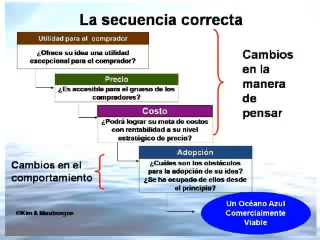 La secuencia correcta
Utilidad para el comprador
¿Ofrece su idea una utilidad
excepcional para el comprador?
Precio
¿Es accesible para el grueso de los
compradores?
Costo
¿Podrá lograr su meta de costos
con rentabilidad a su nivel
estratégico de precio?
Adopción
¿Cuáles son los obstáculos
para la adopción de su idea?
¿Se ha ocupado de ellos desde
el principio?
Cambios
en la
manera
de
pensar
Cambios en el
comportamiento
Un Océano Azul
Comercialmente
Viable
©Kim & Mauborgne